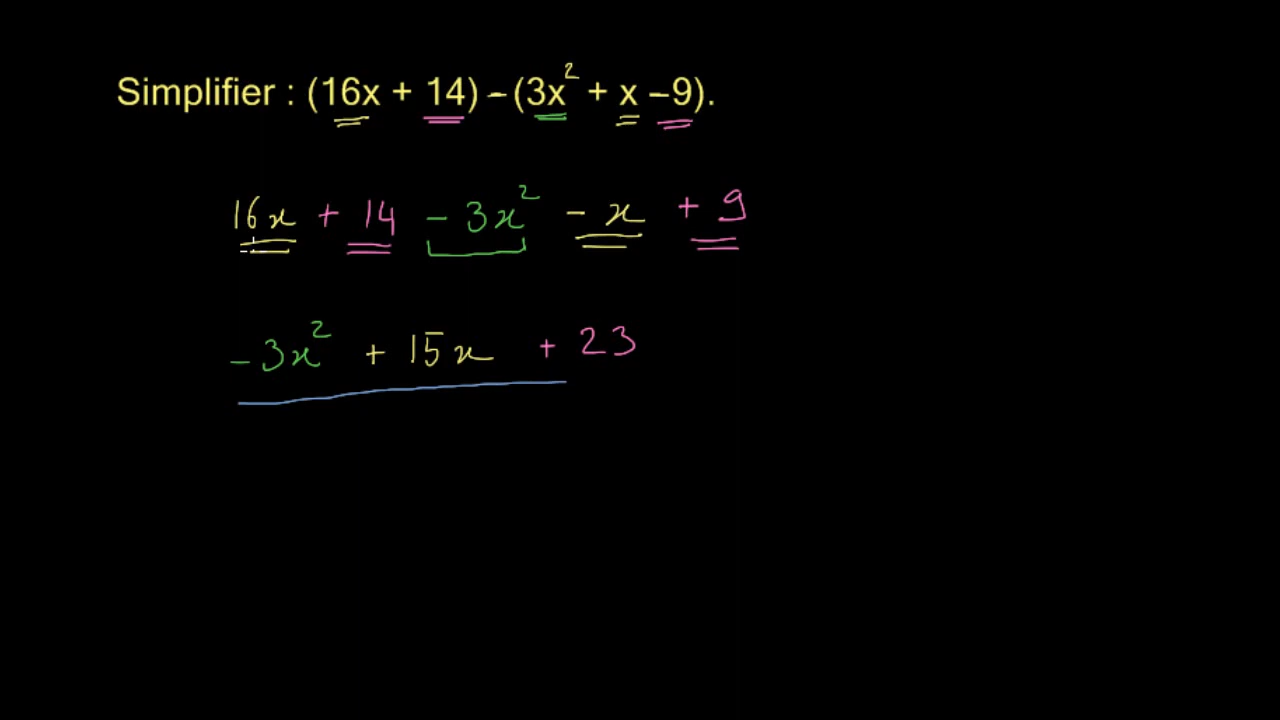 Simplifier : (16x + 14) – (3x² + x –9).
16x + 14 - 3x² - x + 9
- 3x² + 15x + 23